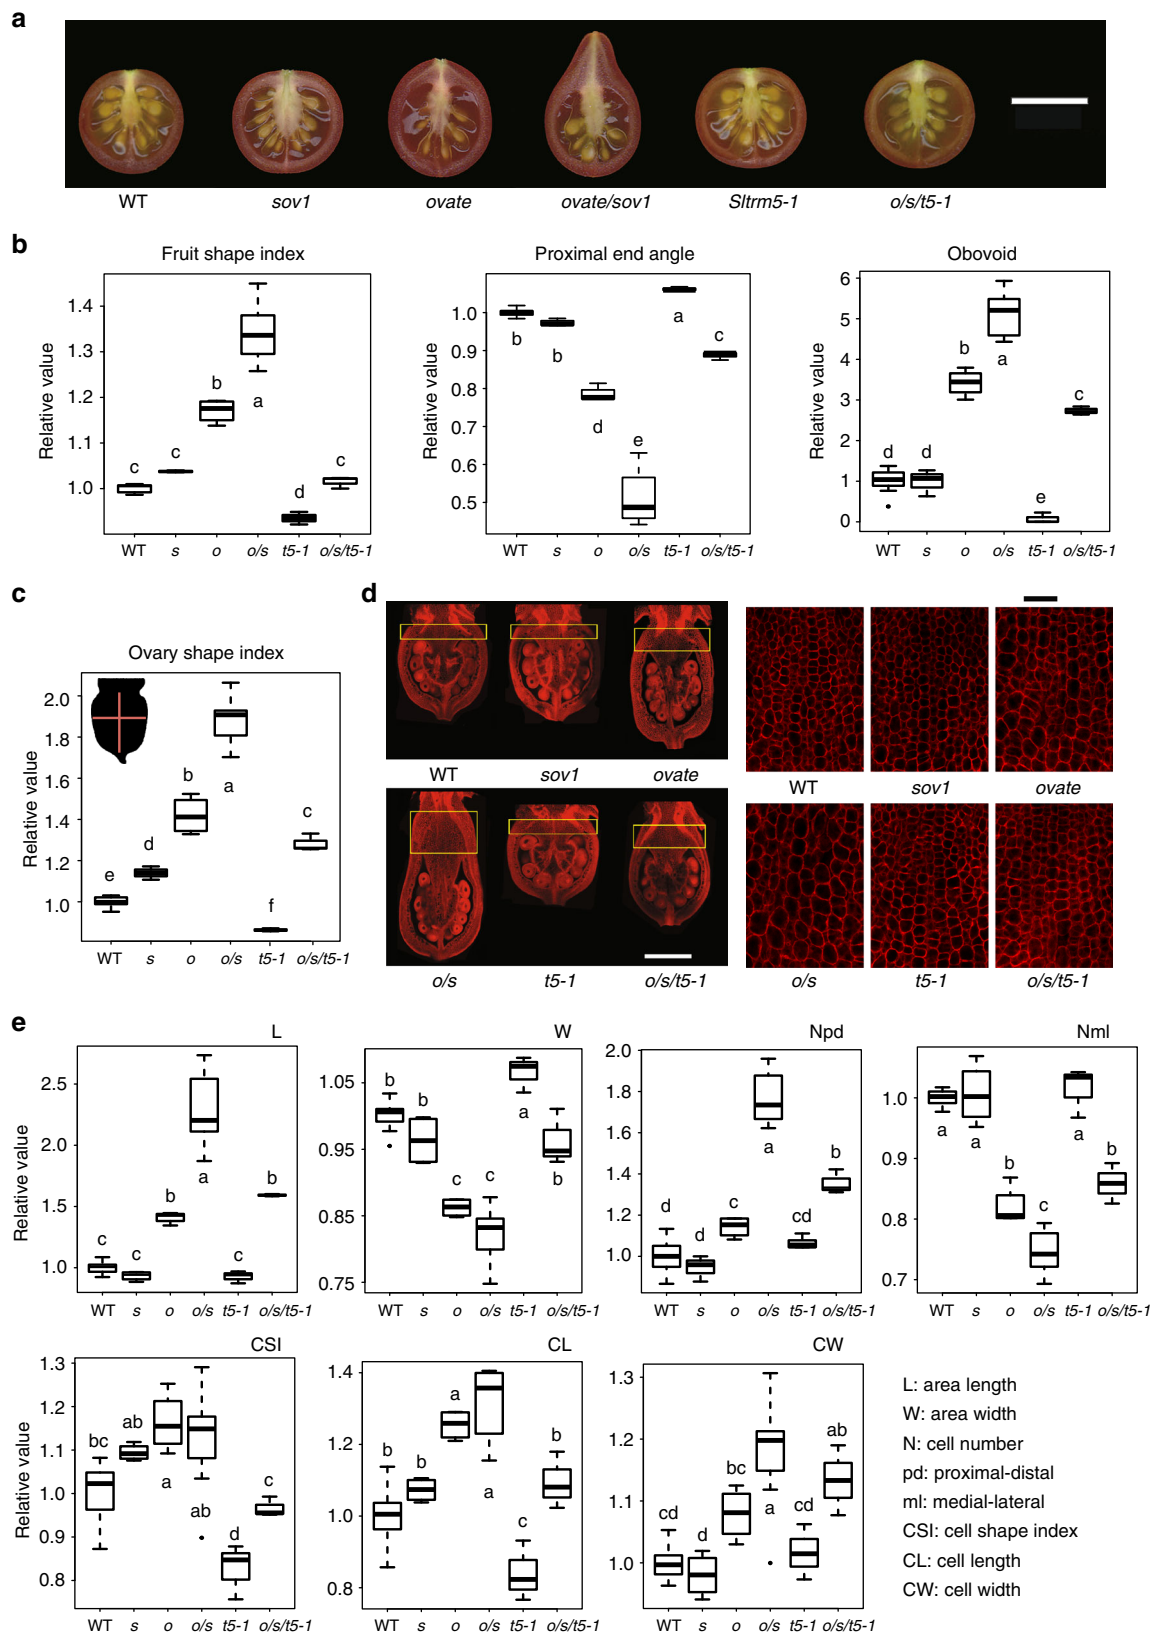 a
WT sov1 ovate ovate/sov1 Sltrm5-1 o/s/t5-1
b
Fruit shape index
Relative value
1.4
1.3
1.2
1.1
1.0
c c b a d c
WT s o o/s t5-1 o/s/t5-1
Proximal end angle
Relative value
1.0
0.9
0.8
0.7
0.6
0.5
b b d e a c
WT s o o/s t5-1 o/s/t5-1
Obovoid
Relative value
6
5
4
3
2
1
0
d d b a e c
WT s o o/s t5-1 o/s/t5-1
c
Ovary shape index
Relative value
2.0
1.8
1.6
1.4
1.2
1.0
e d b a f c
WT s o o/s t5-1 o/s/t5-1
d
WT sov1 ovate
o/s t5-1 o/s/t5-1
WT sov1 ovate
o/s t5-1 o/s/t5-1
e
L
Relative value
2.5
2.0
1.5
1.0
c c b a c b
WT s o o/s t5-1 o/s/t5-1
W
1.05
0.95
0.85
0.75
b b c c a b
WT s o o/s t5-1 o/s/t5-1
Npd
2.0
1.8
1.6
1.4
1.2
1.0
d d c a cd b
WT s o o/s t5-1 o/s/t5-1
Nml
1.0
0.9
0.8
0.7
a a b c a b
WT s o o/s t5-1 o/s/t5-1
CSI
Relative value
1.3
1.2
1.1
1.0
0.9
0.8
bc ab a ab d c
WT s o o/s t5-1 o/s/t5-1
CL
1.4
1.2
1.0
0.8
b b a a c b
WT s o o/s t5-1 o/s/t5-1
CW
1.3
1.2
1.1
1.0
cd d bc a cd ab
WT s o o/s t5-1 o/s/t5-1
L: area length
W: area width
N: cell number
pd: proximal-distal
ml: medial-lateral
CSI: cell shape index
CL: cell length
CW: cell width